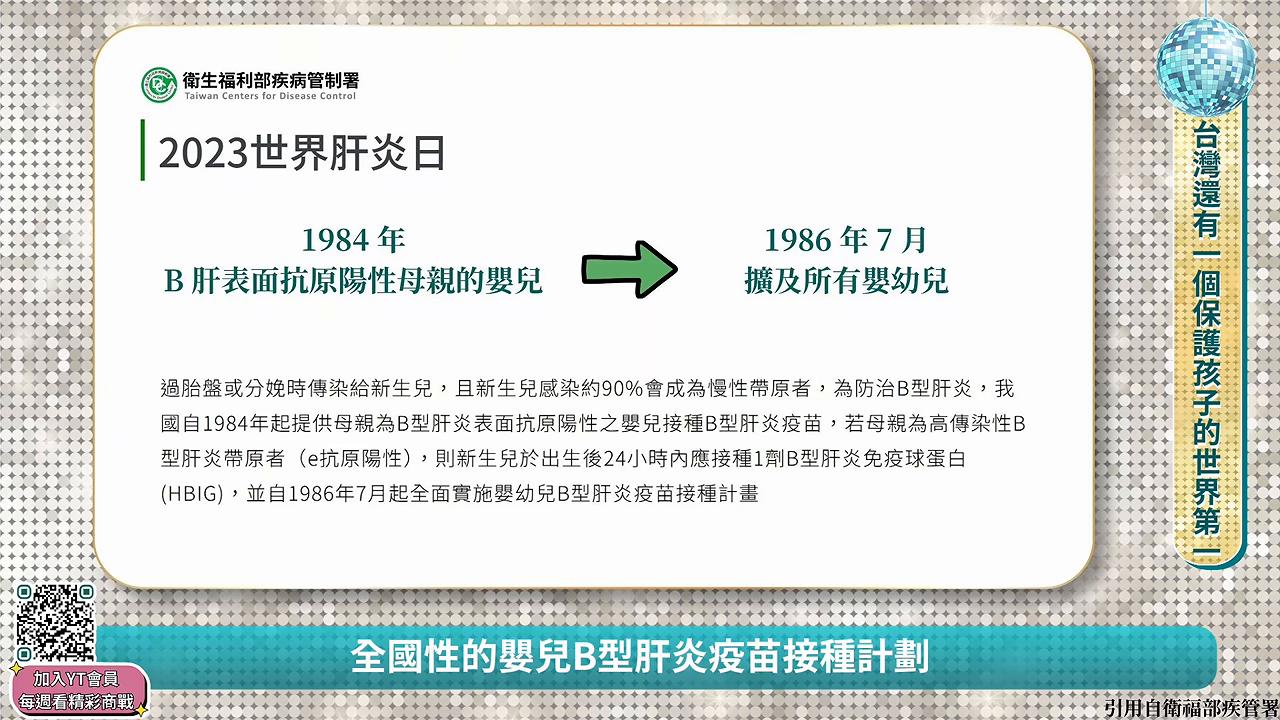 衛生福利部疾病管制署
Taiwan Centers for Disease Control
2023世界肝炎日
1984 年
B 肝表面抗原陽性母親的嬰兒
1986 年 7 月
擴及所有嬰幼兒
過胎盤或分娩時傳染給新生兒，且新生兒感染約90%會成為慢性帶原者，為防治B型肝炎，我
國自1984年起提供母親為B型肝炎表面抗原陽性之嬰兒接種B型肝炎疫苗，若母親為高傳染性B
型肝炎帶原者（e抗原陽性），則新生兒於出生後24小時內應接種1劑B型肝炎免疫球蛋白
(HBIG)，並自1986年7月起全面實施嬰幼兒B型肝炎疫苗接種計畫
台灣還有一個保護孩子的世界第一
全國性的嬰兒B型肝炎疫苗接種計劃
加入YT會員
每週看精彩商戰
引用自衛福部疾管署